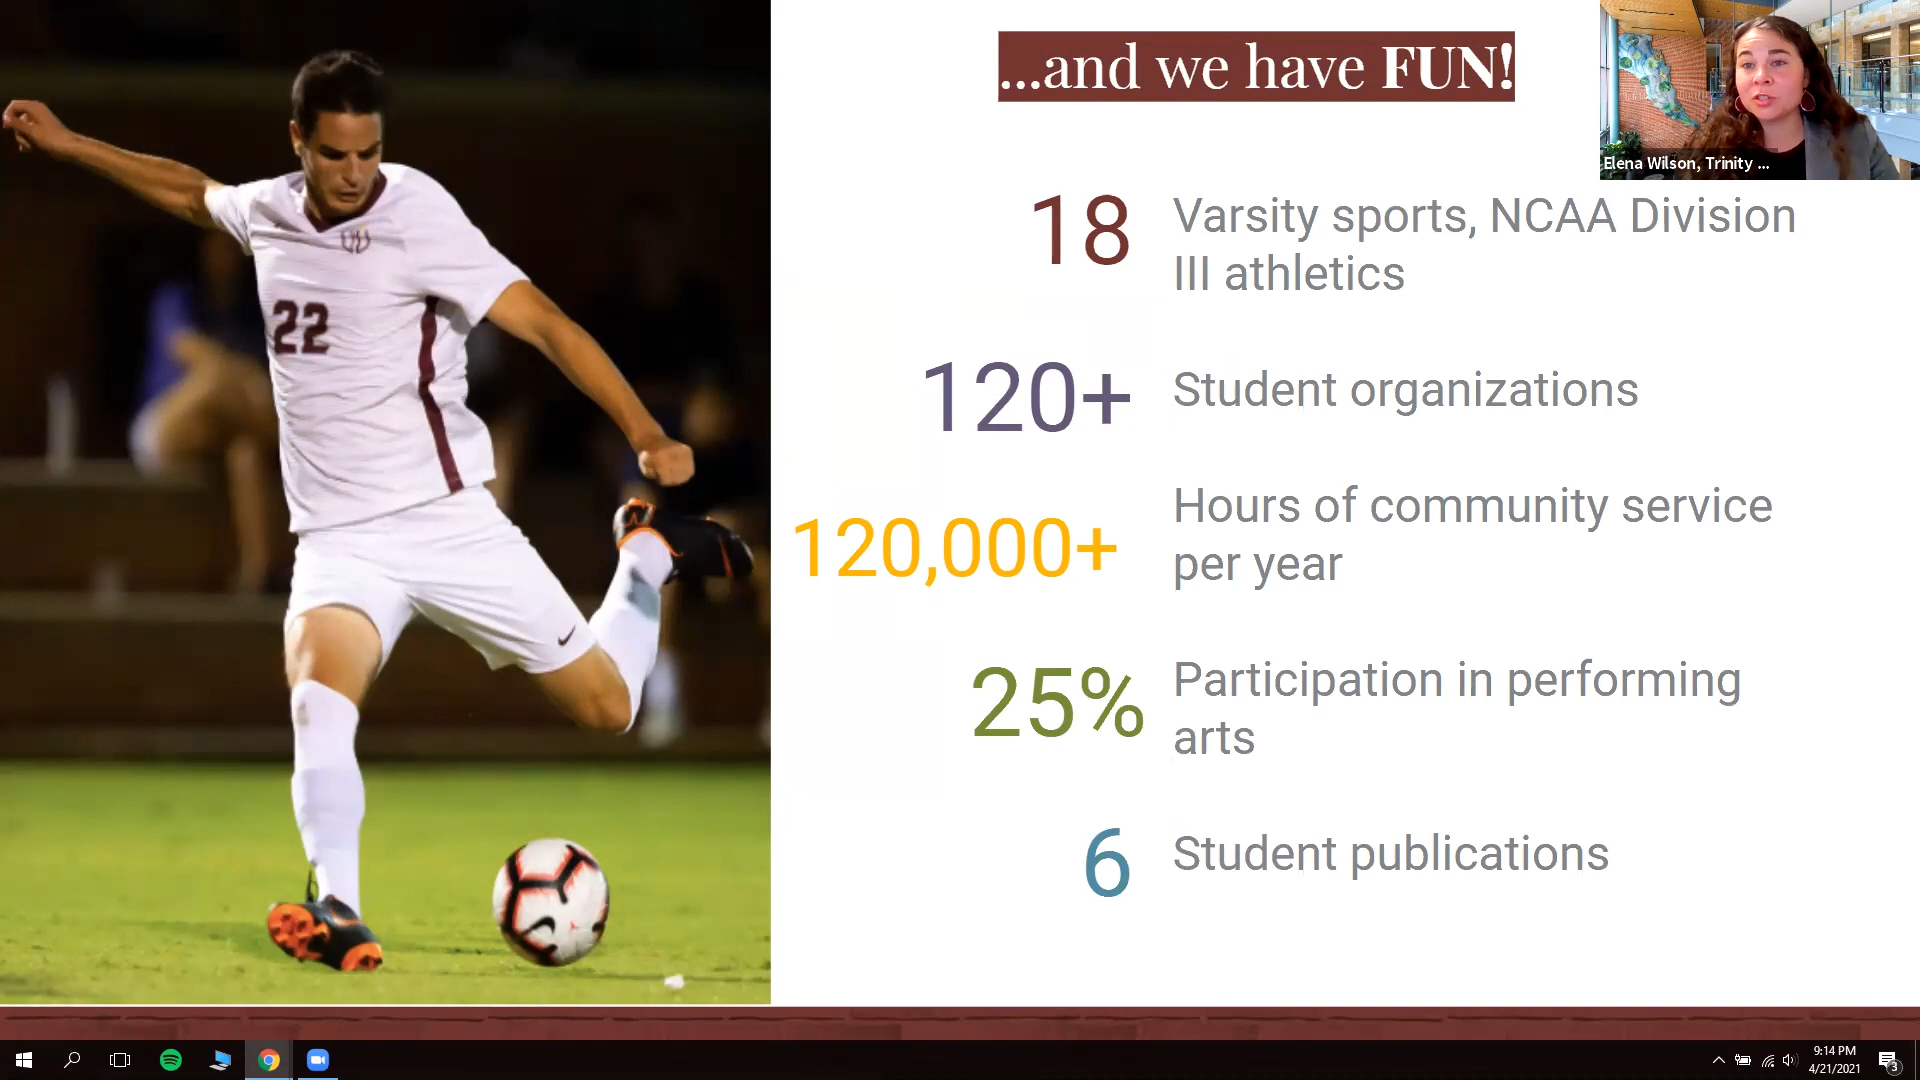 ...and we have FUN!
Elena Wilson, Trinity ...
18
Varsity sports, NCAA Division
III athletics
120+
Student organizations
120,000+
Hours of community service
per year
25%
Participation in performing
arts
6
Student publications
22
9:14 PM
4/21/2021
3